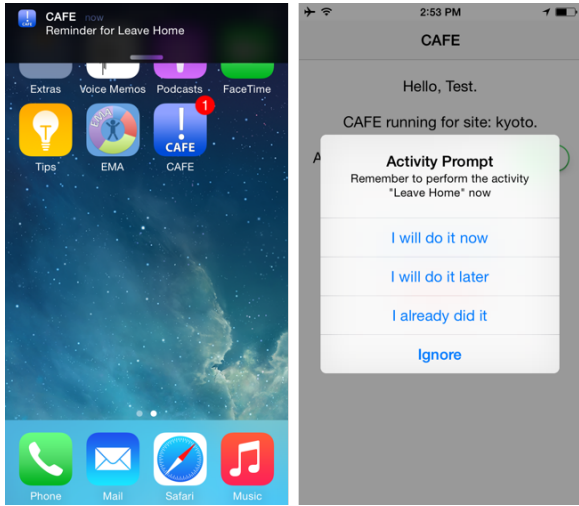 CAFE now
Reminder for Leave Home
Extras
Voice Memos
Podcasts
FaceTime
EMA
!
CAFE
1
Tips
EMA
CAFE
Phone
Mail
Safari
Music
2:53 PM
CAFE
Hello, Test.
CAFE running for site: kyoto.
A
Activity Prompt
Remember to perform the activity
"Leave Home" now
I will do it now
I will do it later
I already did it
Ignore